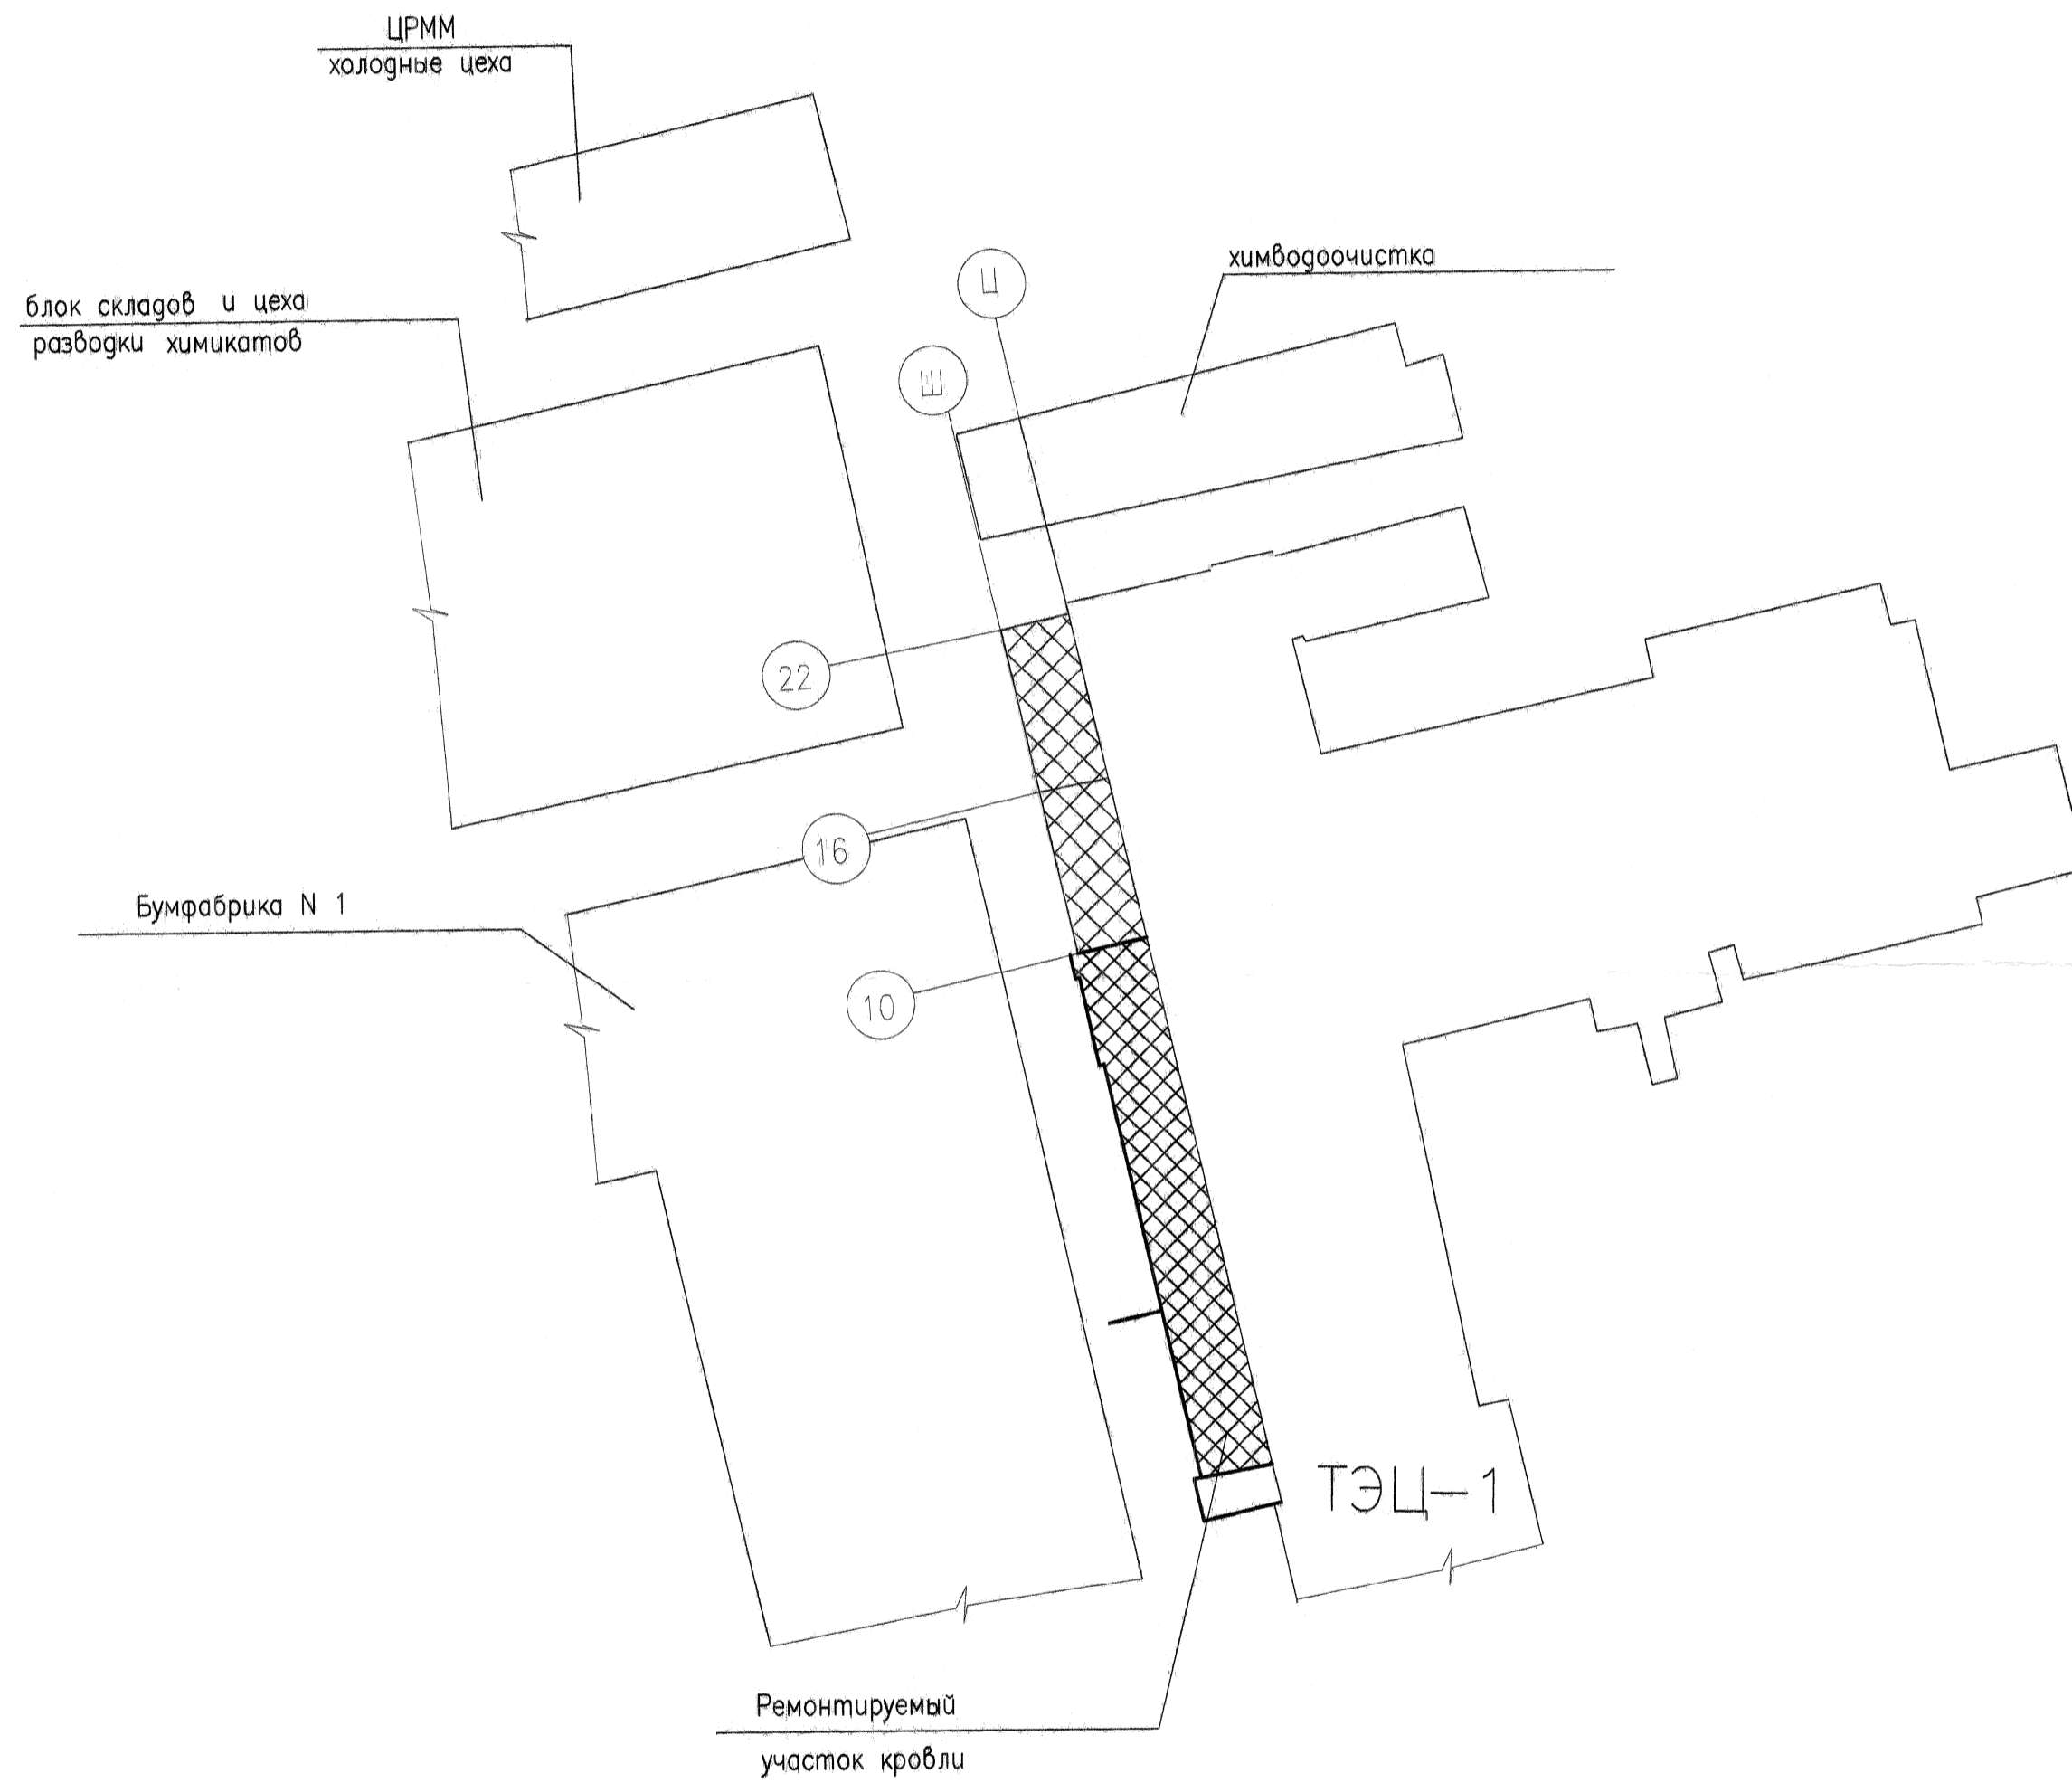 ЦРММ
холодные цеха
химводоочистка
Ц
блок складов и цеха
разводки химикатов
Ш
22
16
Бумфабрика N 1
10
ТЭЦ-1
Ремонтируемый
участок кровли